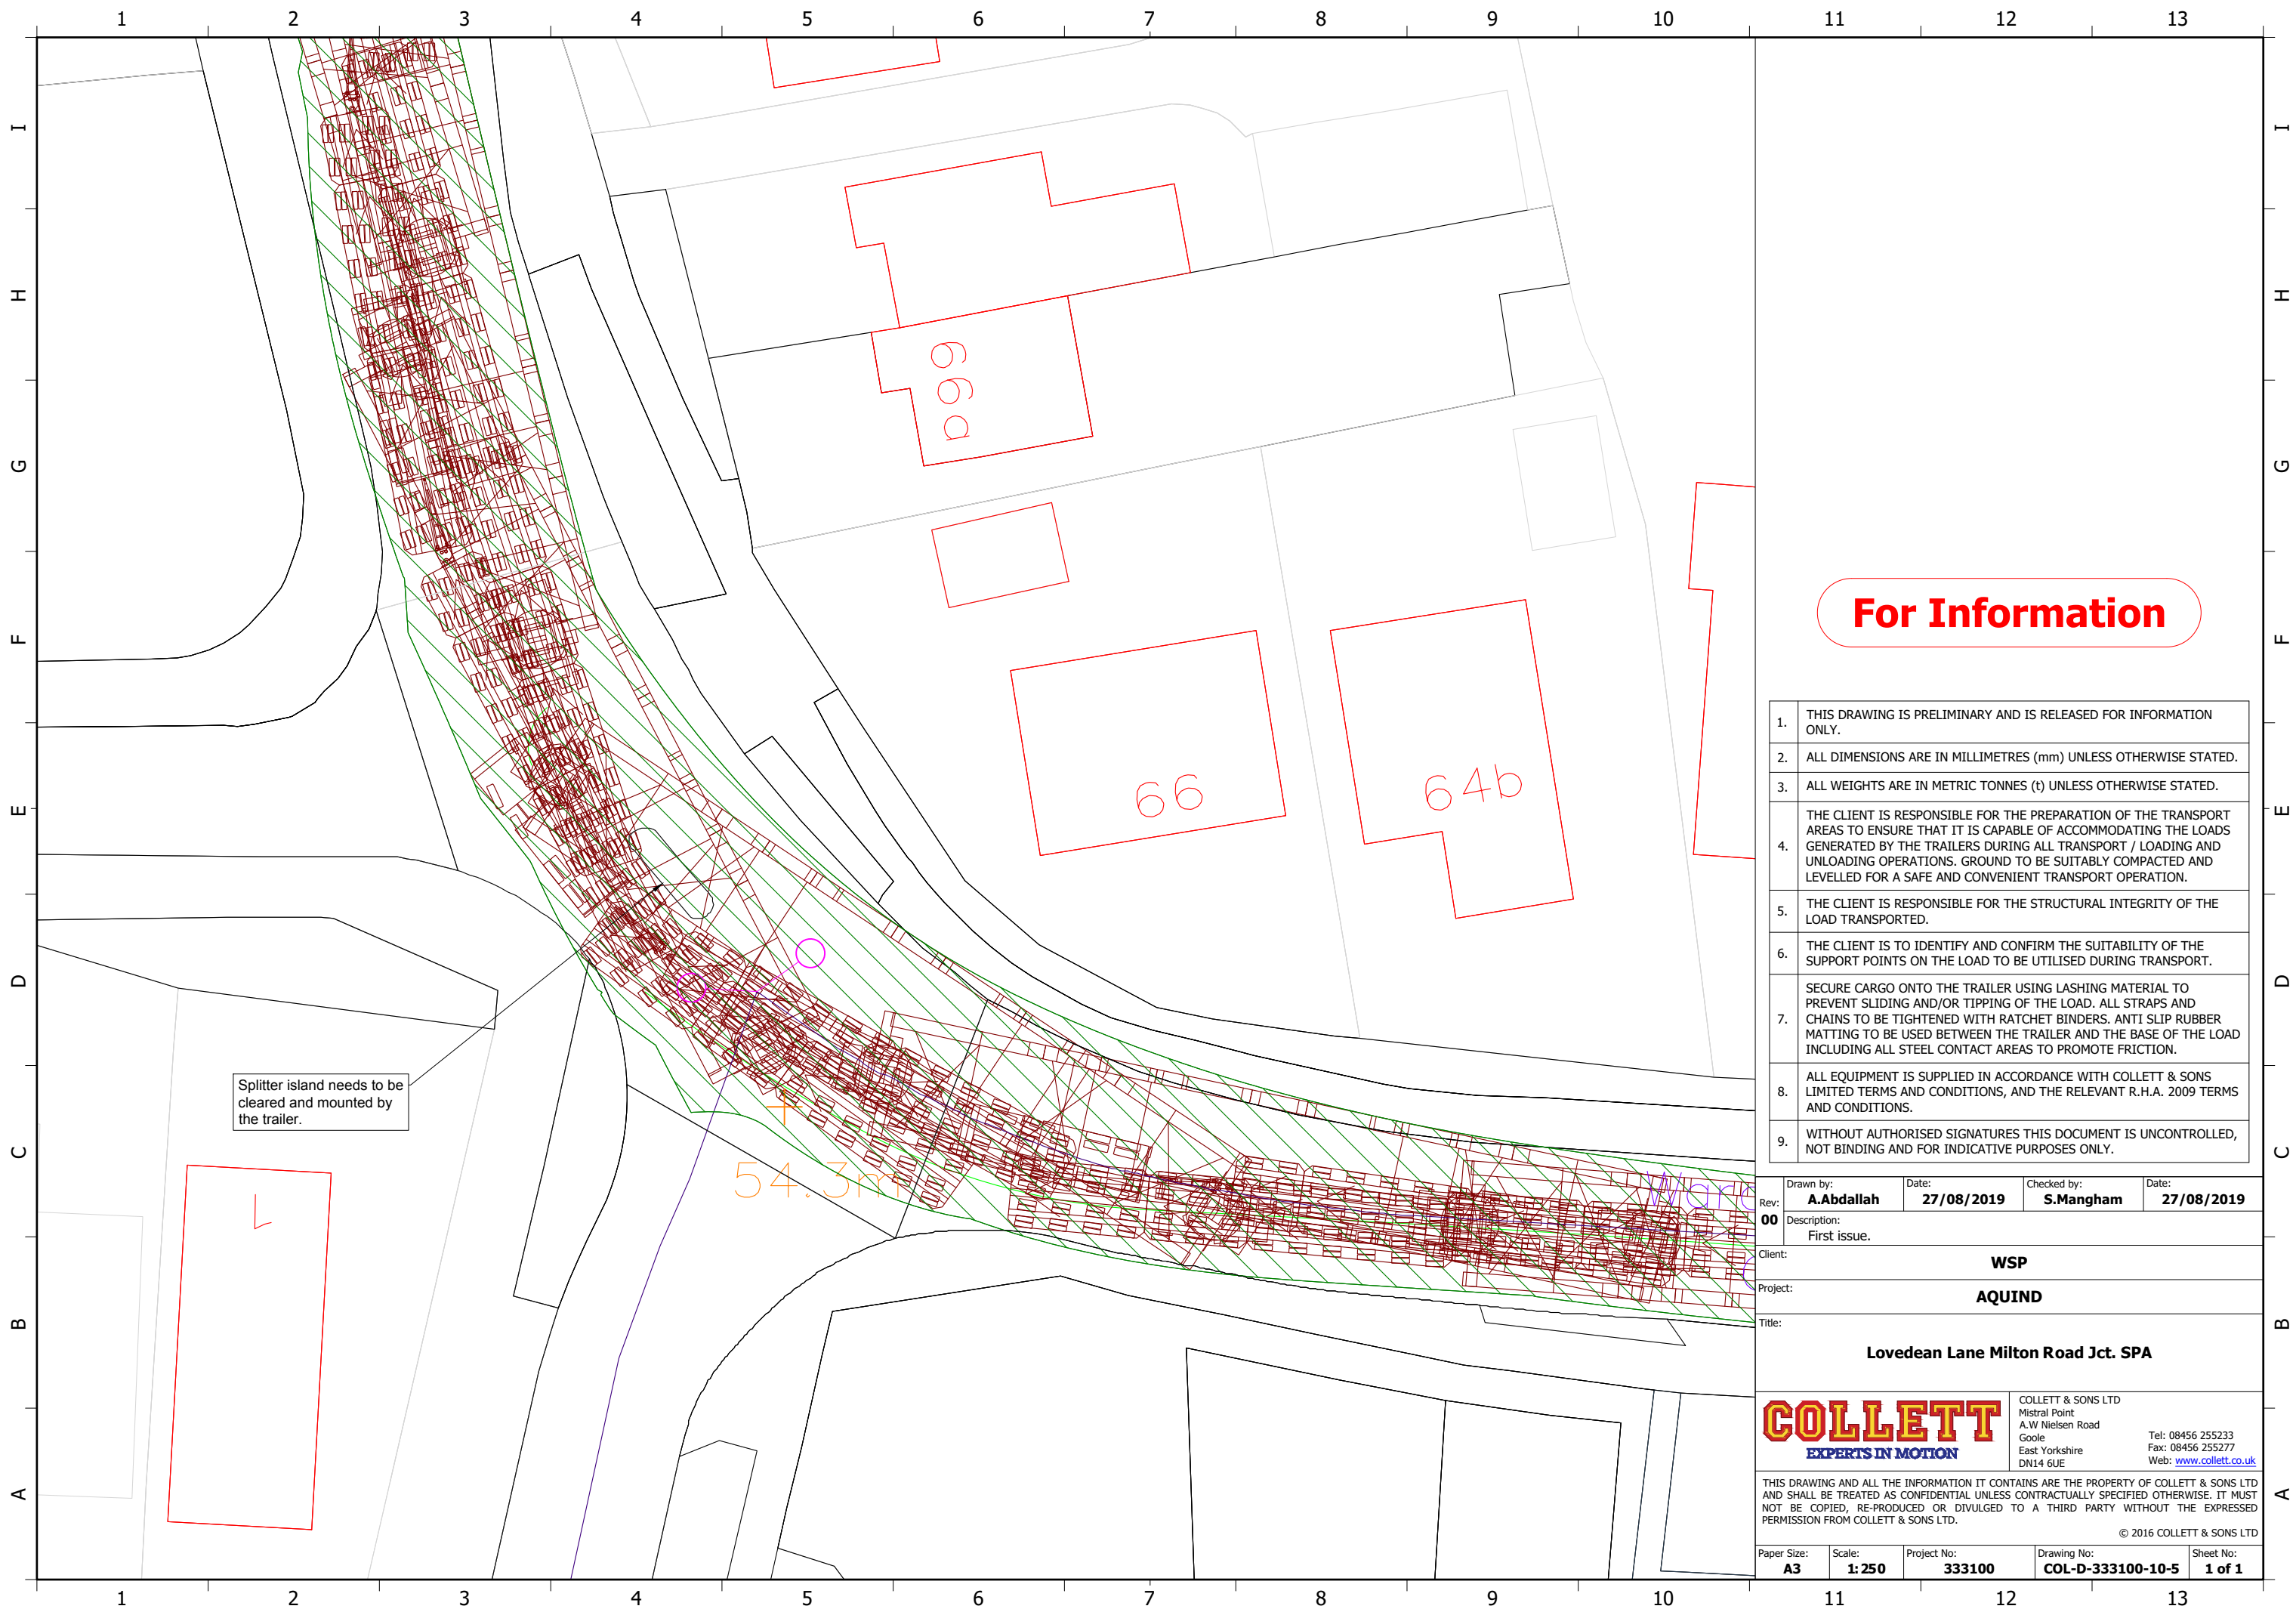 1 2 3 4 5 6 7 8 9 10 11 12 13
I I
H H
G G
F F
E E
D D
C C
B B
A A
69d
66
64b
1
54.3m
Splitter island needs to be
cleared and mounted by
the trailer.
For Information
1. THIS DRAWING IS PRELIMINARY AND IS RELEASED FOR INFORMATION
ONLY.
2. ALL DIMENSIONS ARE IN MILLIMETRES (mm) UNLESS OTHERWISE STATED.
3. ALL WEIGHTS ARE IN METRIC TONNES (t) UNLESS OTHERWISE STATED.
4. THE CLIENT IS RESPONSIBLE FOR THE PREPARATION OF THE TRANSPORT
AREAS TO ENSURE THAT IT IS CAPABLE OF ACCOMMODATING THE LOADS
GENERATED BY THE TRAILERS DURING ALL TRANSPORT / LOADING AND
UNLOADING OPERATIONS. GROUND TO BE SUITABLY COMPACTED AND
LEVELLED FOR A SAFE AND CONVENIENT TRANSPORT OPERATION.
5. THE CLIENT IS RESPONSIBLE FOR THE STRUCTURAL INTEGRITY OF THE
LOAD TRANSPORTED.
6. THE CLIENT IS TO IDENTIFY AND CONFIRM THE SUITABILITY OF THE
SUPPORT POINTS ON THE LOAD TO BE UTILISED DURING TRANSPORT.
7. SECURE CARGO ONTO THE TRAILER USING LASHING MATERIAL TO
PREVENT SLIDING AND/OR TIPPING OF THE LOAD. ALL STRAPS AND
CHAINS TO BE TIGHTENED WITH RATCHET BINDERS. ANTI SLIP RUBBER
MATTING TO BE USED BETWEEN THE TRAILER AND THE BASE OF THE LOAD
INCLUDING ALL STEEL CONTACT AREAS TO PROMOTE FRICTION.
8. ALL EQUIPMENT IS SUPPLIED IN ACCORDANCE WITH COLLETT & SONS
LIMITED TERMS AND CONDITIONS, AND THE RELEVANT R.H.A. 2009 TERMS
AND CONDITIONS.
9. WITHOUT AUTHORISED SIGNATURES THIS DOCUMENT IS UNCONTROLLED,
NOT BINDING AND FOR INDICATIVE PURPOSES ONLY.
Rev: Drawn by: Date: Checked by: Date:
A.Abdallah 27/08/2019 S.Mangham 27/08/2019
00 Description:
First issue.
Client:
WSP
Project:
AQUIND
Title:
Lovedean Lane Milton Road Jct. SPA
COLLETT
EXPERTS IN MOTION
COLLETT & SONS LTD
Mistral Point
A.W Nielsen Road
Goole
East Yorkshire
DN14 6UE
Tel: 08456 255233
Fax: 08456 255277
Web: www.collett.co.uk
THIS DRAWING AND ALL THE INFORMATION IT CONTAINS ARE THE PROPERTY OF COLLETT & SONS LTD
AND SHALL BE TREATED AS CONFIDENTIAL UNLESS CONTRACTUALLY SPECIFIED OTHERWISE. IT MUST
NOT BE COPIED, RE-PRODUCED OR DIVULGED TO A THIRD PARTY WITHOUT THE EXPRESSED
PERMISSION FROM COLLETT & SONS LTD.
© 2016 COLLETT & SONS LTD
Paper Size: Scale: Project No: Drawing No: Sheet No:
A3 1:250 333100 COL-D-333100-10-5 1 of 1
1 2 3 4 5 6 7 8 9 10 11 12 13